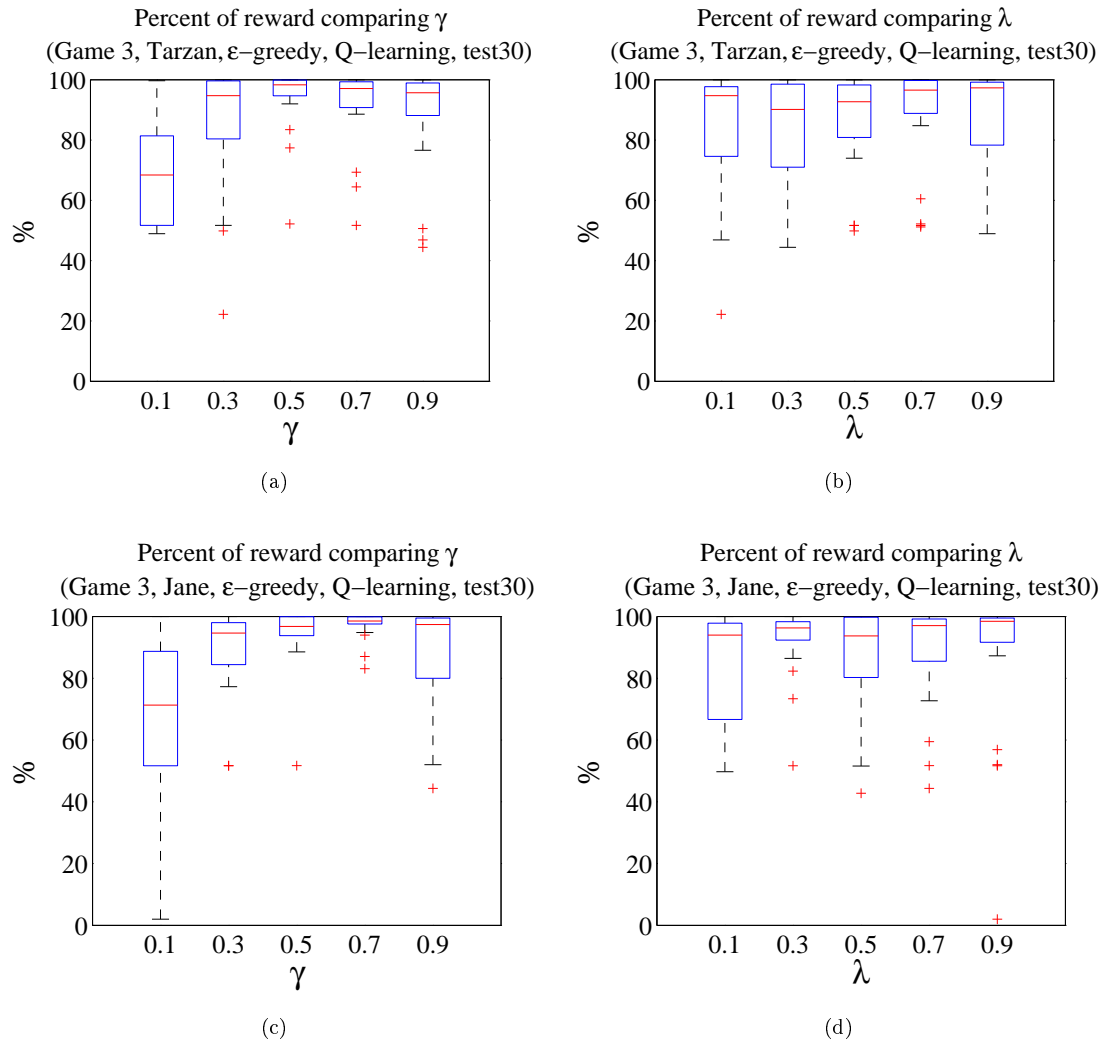 Percent of reward comparing γ
(Game 3, Tarzan, ε−greedy, Q−learning, test30)
100
80
60
40
20
0
%
0.1 0.3 0.5 0.7 0.9
γ
(a)
Percent of reward comparing λ
(Game 3, Tarzan, ε−greedy, Q−learning, test30)
100
80
60
40
20
0
%
0.1 0.3 0.5 0.7 0.9
λ
(b)
Percent of reward comparing γ
(Game 3, Jane, ε−greedy, Q−learning, test30)
100
80
60
40
20
0
%
0.1 0.3 0.5 0.7 0.9
γ
(c)
Percent of reward comparing λ
(Game 3, Jane, ε−greedy, Q−learning, test30)
100
80
60
40
20
0
%
0.1 0.3 0.5 0.7 0.9
λ
(d)